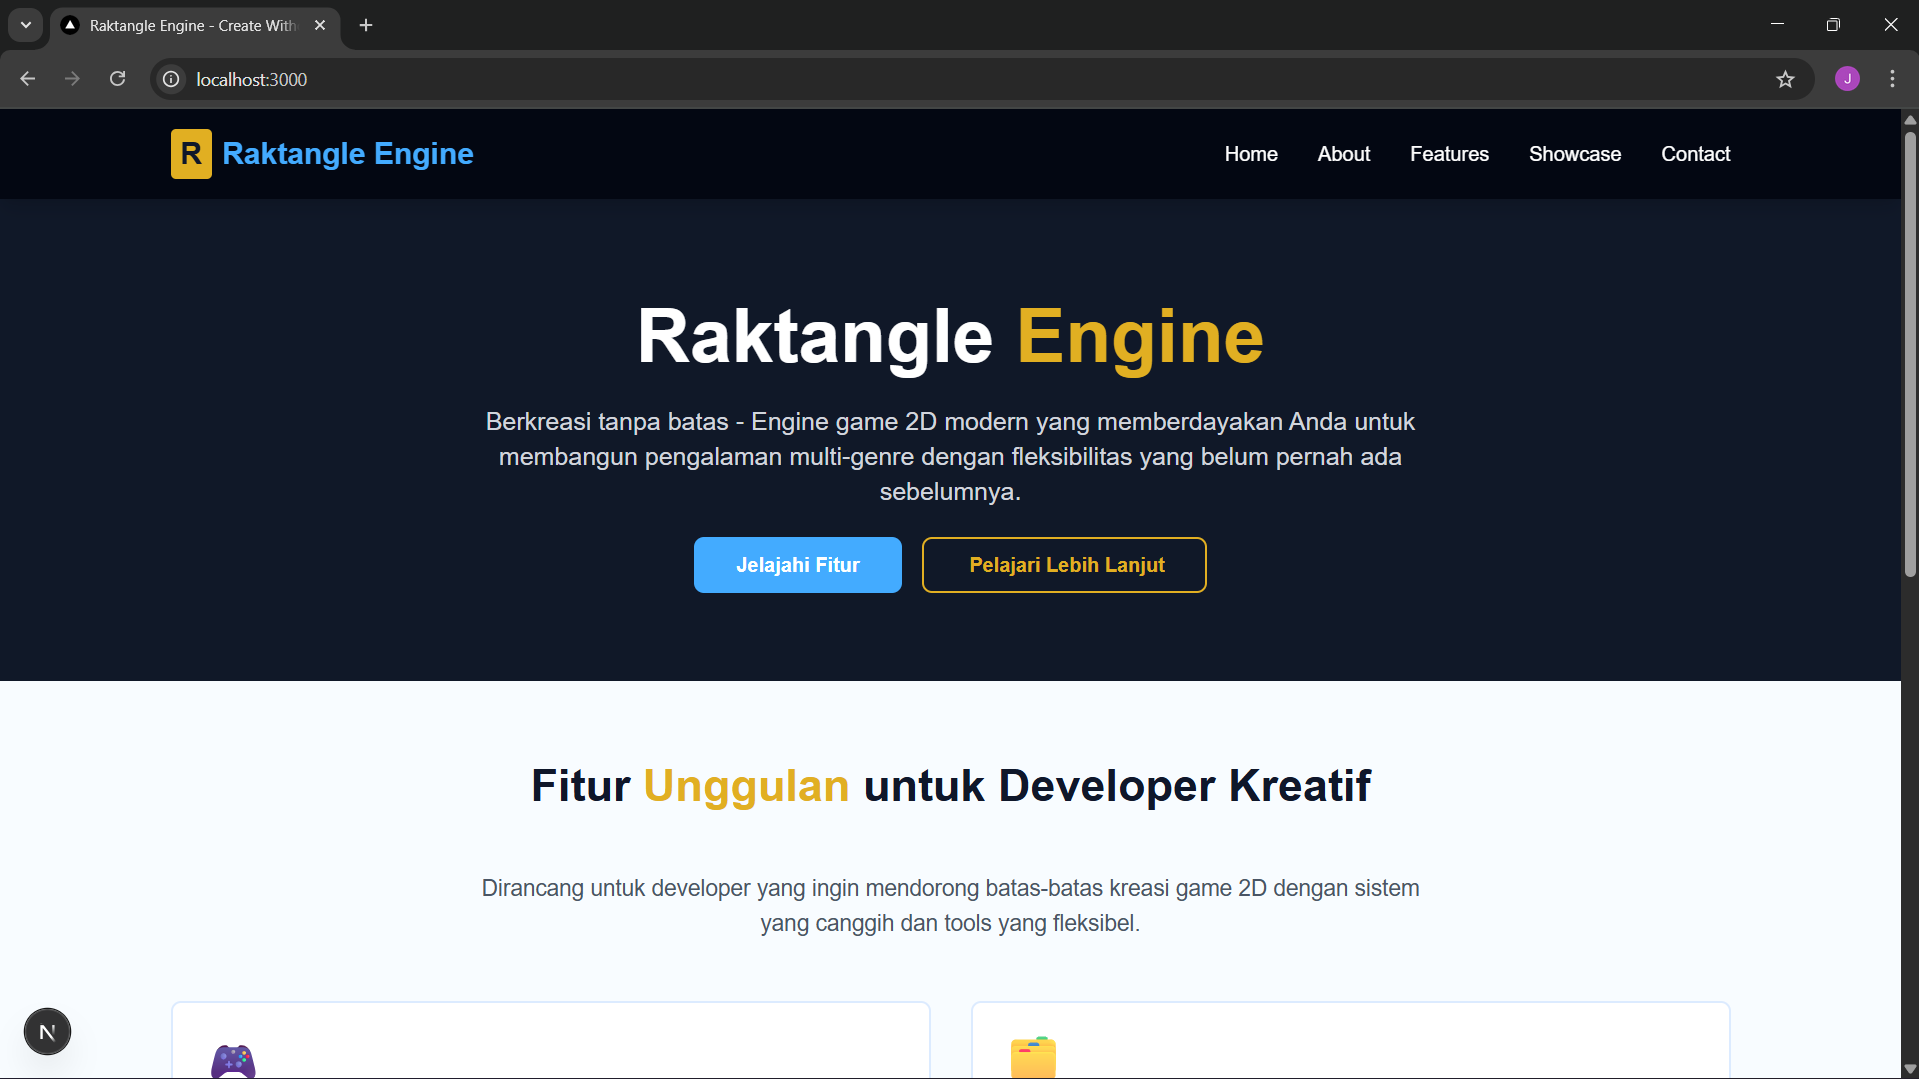 Raktangle Engine - Create With
localhost:3000
J
R Raktangle Engine
Home About Features Showcase Contact
Raktangle Engine
Berkreasi tanpa batas - Engine game 2D modern yang memberdayakan Anda untuk
membangun pengalaman multi-genre dengan fleksibilitas yang belum pernah ada
sebelumnya.
Jelajahi Fitur Pelajari Lebih Lanjut
Fitur Unggulan untuk Developer Kreatif
Dirancang untuk developer yang ingin mendorong batas-batas kreasi game 2D dengan sistem
yang canggih dan tools yang fleksibel.
N